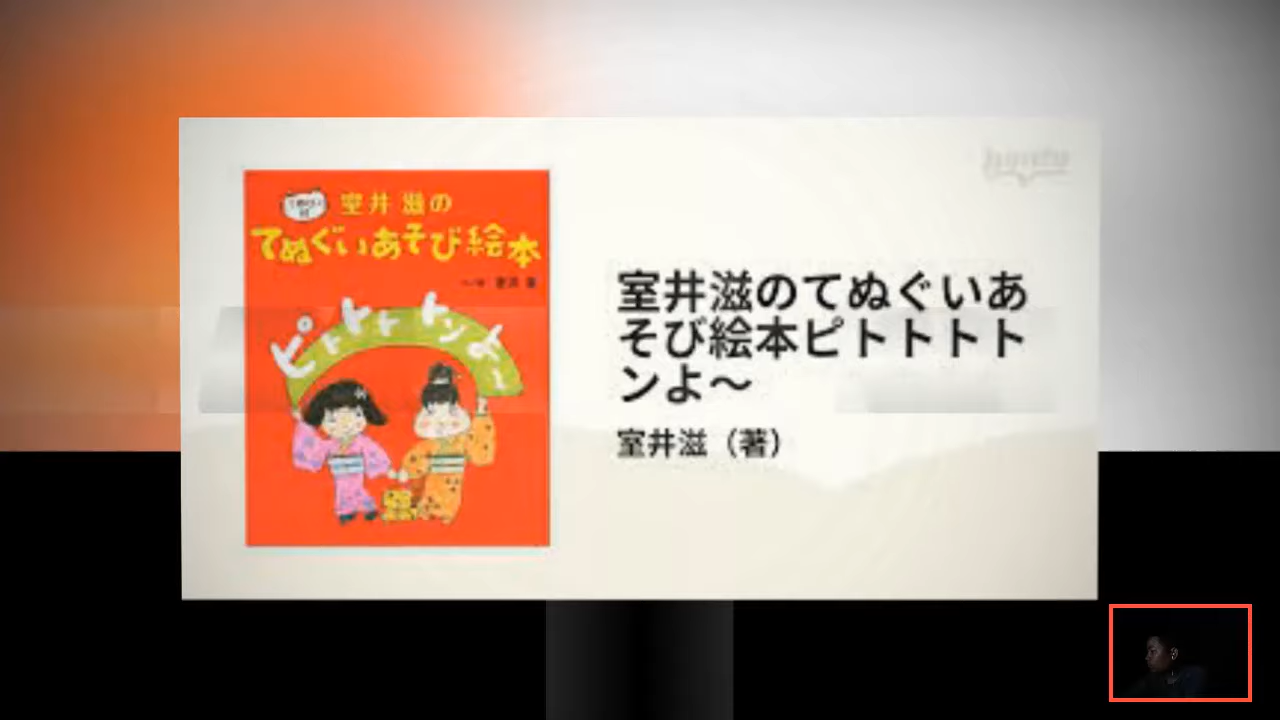 室井滋の
てぬぐいあそび絵本
ピトトトトンよ〜
室井滋のてぬぐいあ
そび絵本ピトトトト
ンよ〜
室井滋（著）